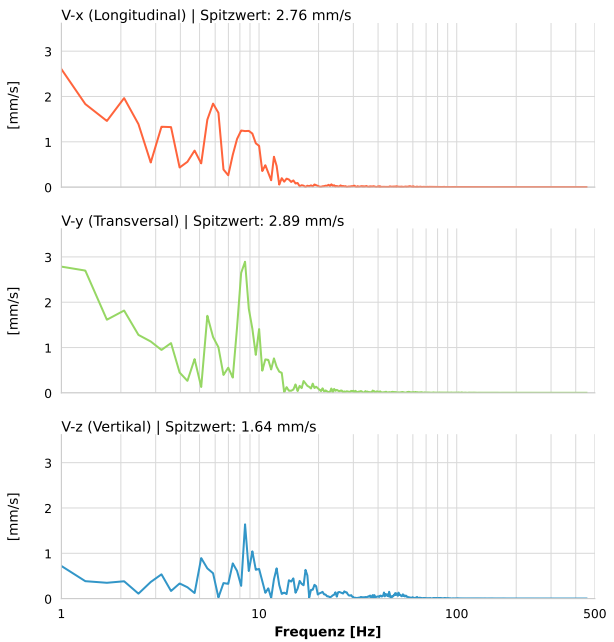 V-x (Longitudinal) | Spitzwert: 2.76 mm/s
3
2
1
0
[mm/s]
V-y (Transversal) | Spitzwert: 2.89 mm/s
3
2
1
0
[mm/s]
V-z (Vertikal) | Spitzwert: 1.64 mm/s
3
2
1
0
[mm/s]
1 10 100 500
Frequenz [Hz]